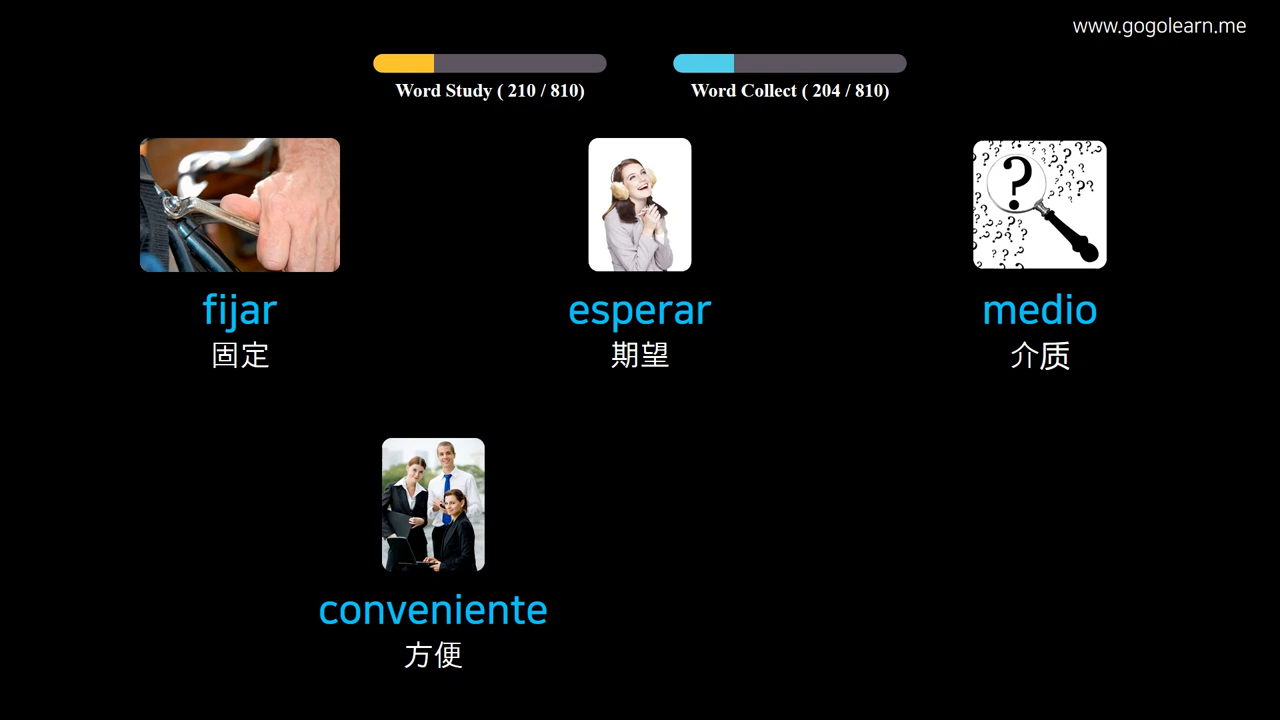 www.gogolearn.me
Word Study ( 210 / 810)
Word Collect ( 204 / 810)
fijar
固定
esperar
期望
medio
介质
conveniente
方便